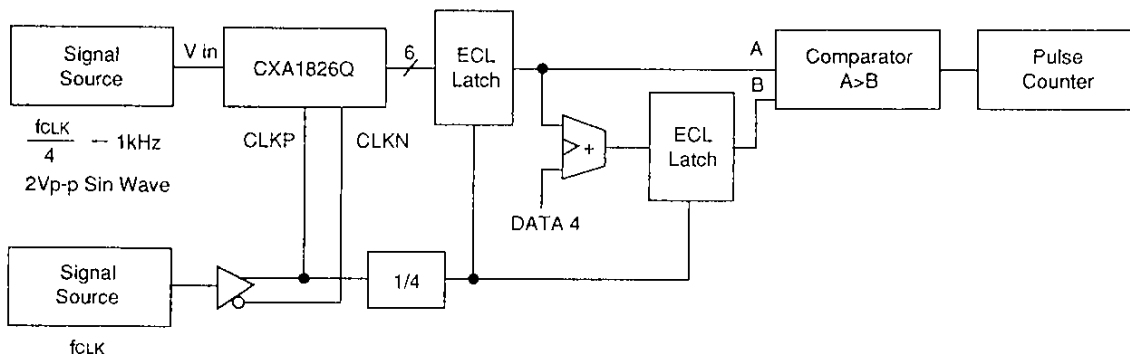 Signal
Source
V in
CXA1826Q
6
ECL
Latch
A
B
Comparator
A>B
Pulse
Counter
fCLK
4
– 1kHz
2Vp-p Sin Wave
CLKP
CLKN
+
ECL
Latch
DATA 4
Signal
Source
1/4
fCLK